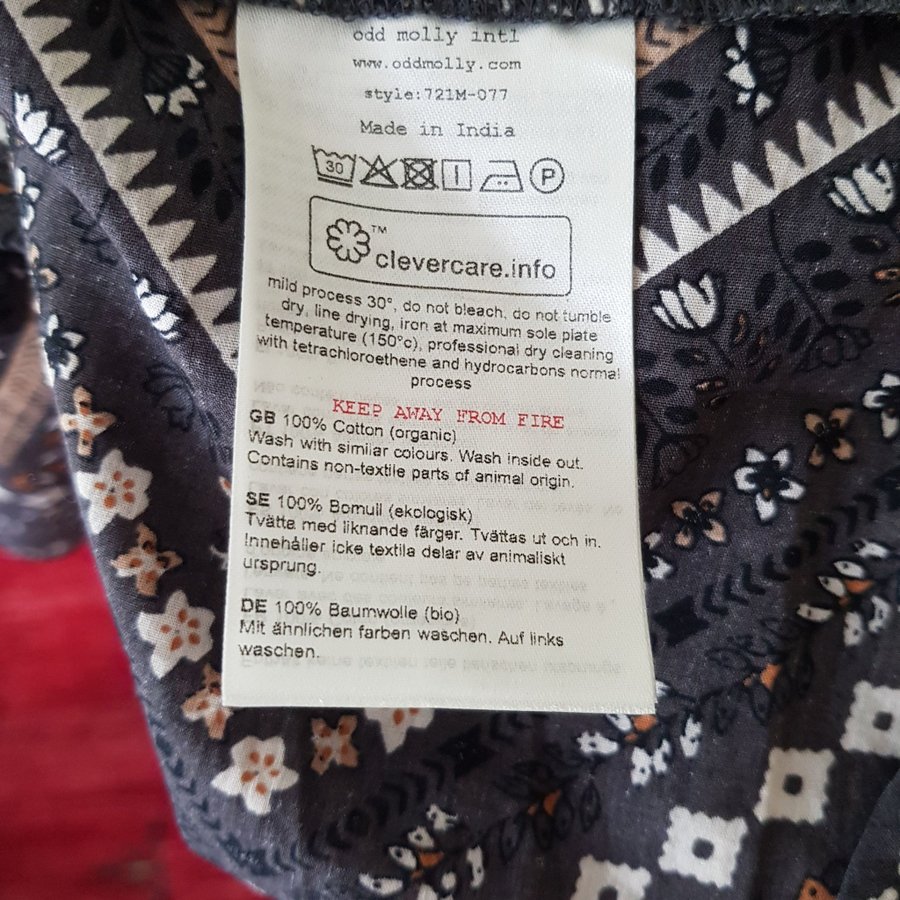 odd molly intl
www.oddmolly.com
style:721M-077
Made in India
30 P
™
clevercare.info
mild process 30°, do not bleach, do not tumble
dry, line drying, iron at maximum sole plate
temperature (150°c), professional dry cleaning
with tetrachloroethene and hydrocarbons normal
process
KEEP AWAY FROM FIRE
GB 100% Cotton (organic)
Wash with similar colours. Wash inside out.
Contains non-textile parts of animal origin.
SE 100% Bomull (ekologisk)
Tvätta med liknande färger. Tvättas ut och in.
Innehåller icke textila delar av animaliskt
ursprung.
DE 100% Baumwolle (bio)
Mit ähnlichen farben waschen. Auf links
waschen.